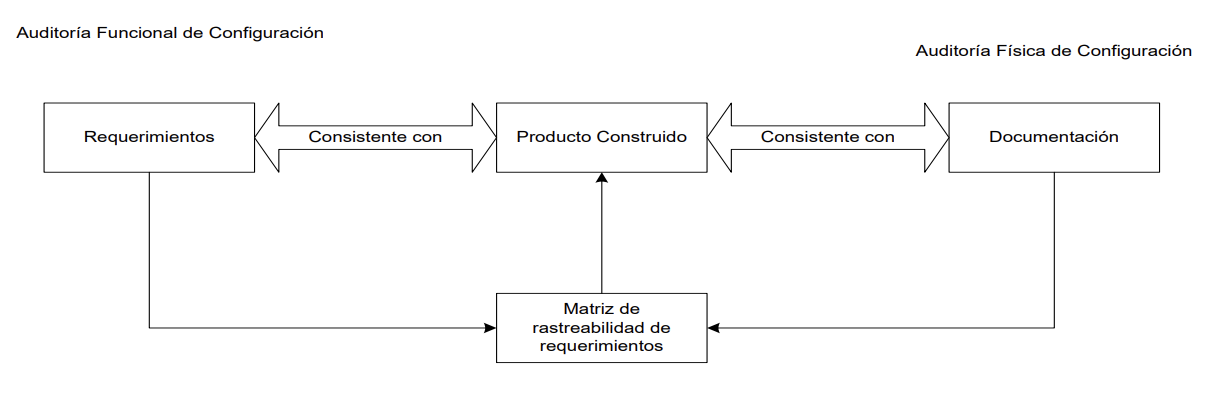 Auditoría Funcional de Configuración
Auditoría Física de Configuración
Requerimientos
Consistente con
Producto Construido
Consistente con
Documentación
Matriz de
rastreabilidad de
requerimientos